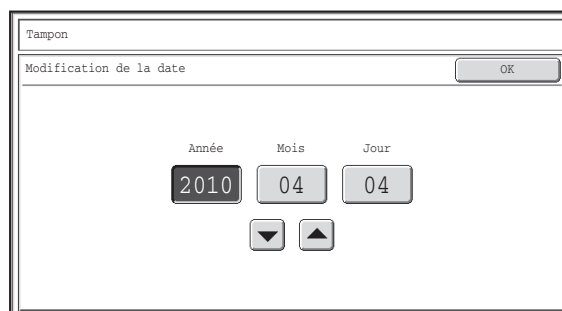 Tampon
Modification de la date
OK
Année Mois Jour
2010 04 04